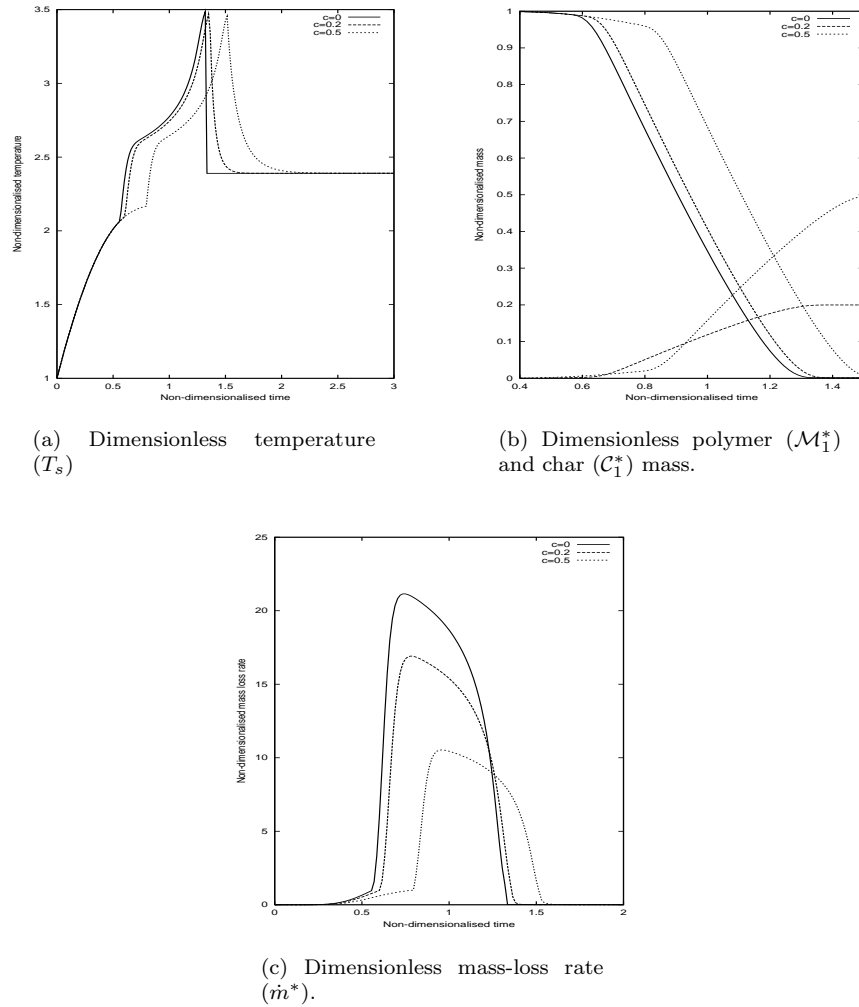 3.5
3
2.5
2
1.5
1
0
0.5
1
1.5
2
2.5
3
Non-dimensionalised temperature
Non-dimensionalised time
c=0
c=0.2
c=0.5
(a) Dimensionless temperature
(T_s)
1
0.9
0.8
0.7
0.6
0.5
0.4
0.3
0.2
0.1
0
0.4
0.6
0.8
1
1.2
1.4
Non-dimensionalised mass
Non-dimensionalised time
c=0
c=0.2
c=0.5
(b) Dimensionless polymer (ℳ₁*)
and char (𝒞₁*) mass.
25
20
15
10
5
0
0
0.5
1
1.5
2
Non-dimensionalised mass loss rate
Non-dimensionalised time
c=0
c=0.2
c=0.5
(c) Dimensionless mass-loss rate
(ṁ*).